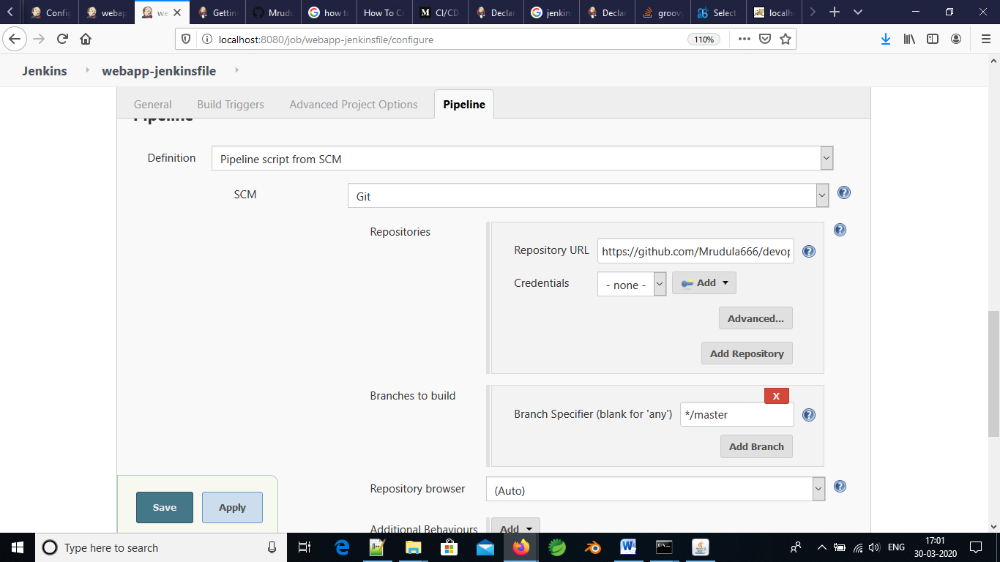 Config
webap
we
Gettin
Mrudu
how to
How To Cr
CI/CD
Declar
jenkin
Declar
groovy
Select
localh
localhost:8080/job/webapp-jenkinsfile/configure
110%
Jenkins
webapp-jenkinsfile
General
Build Triggers
Advanced Project Options
Pipeline
Pipeline
Definition
Pipeline script from SCM
SCM
Git
Repositories
Repository URL
https://github.com/Mrudula666/devop
Credentials
- none -
Add
Advanced...
Add Repository
Branches to build
X
Branch Specifier (blank for 'any')
*/master
Add Branch
Repository browser
(Auto)
Save
Apply
Additional Behaviours
Add
Type here to search
ENG
17:01
30-03-2020